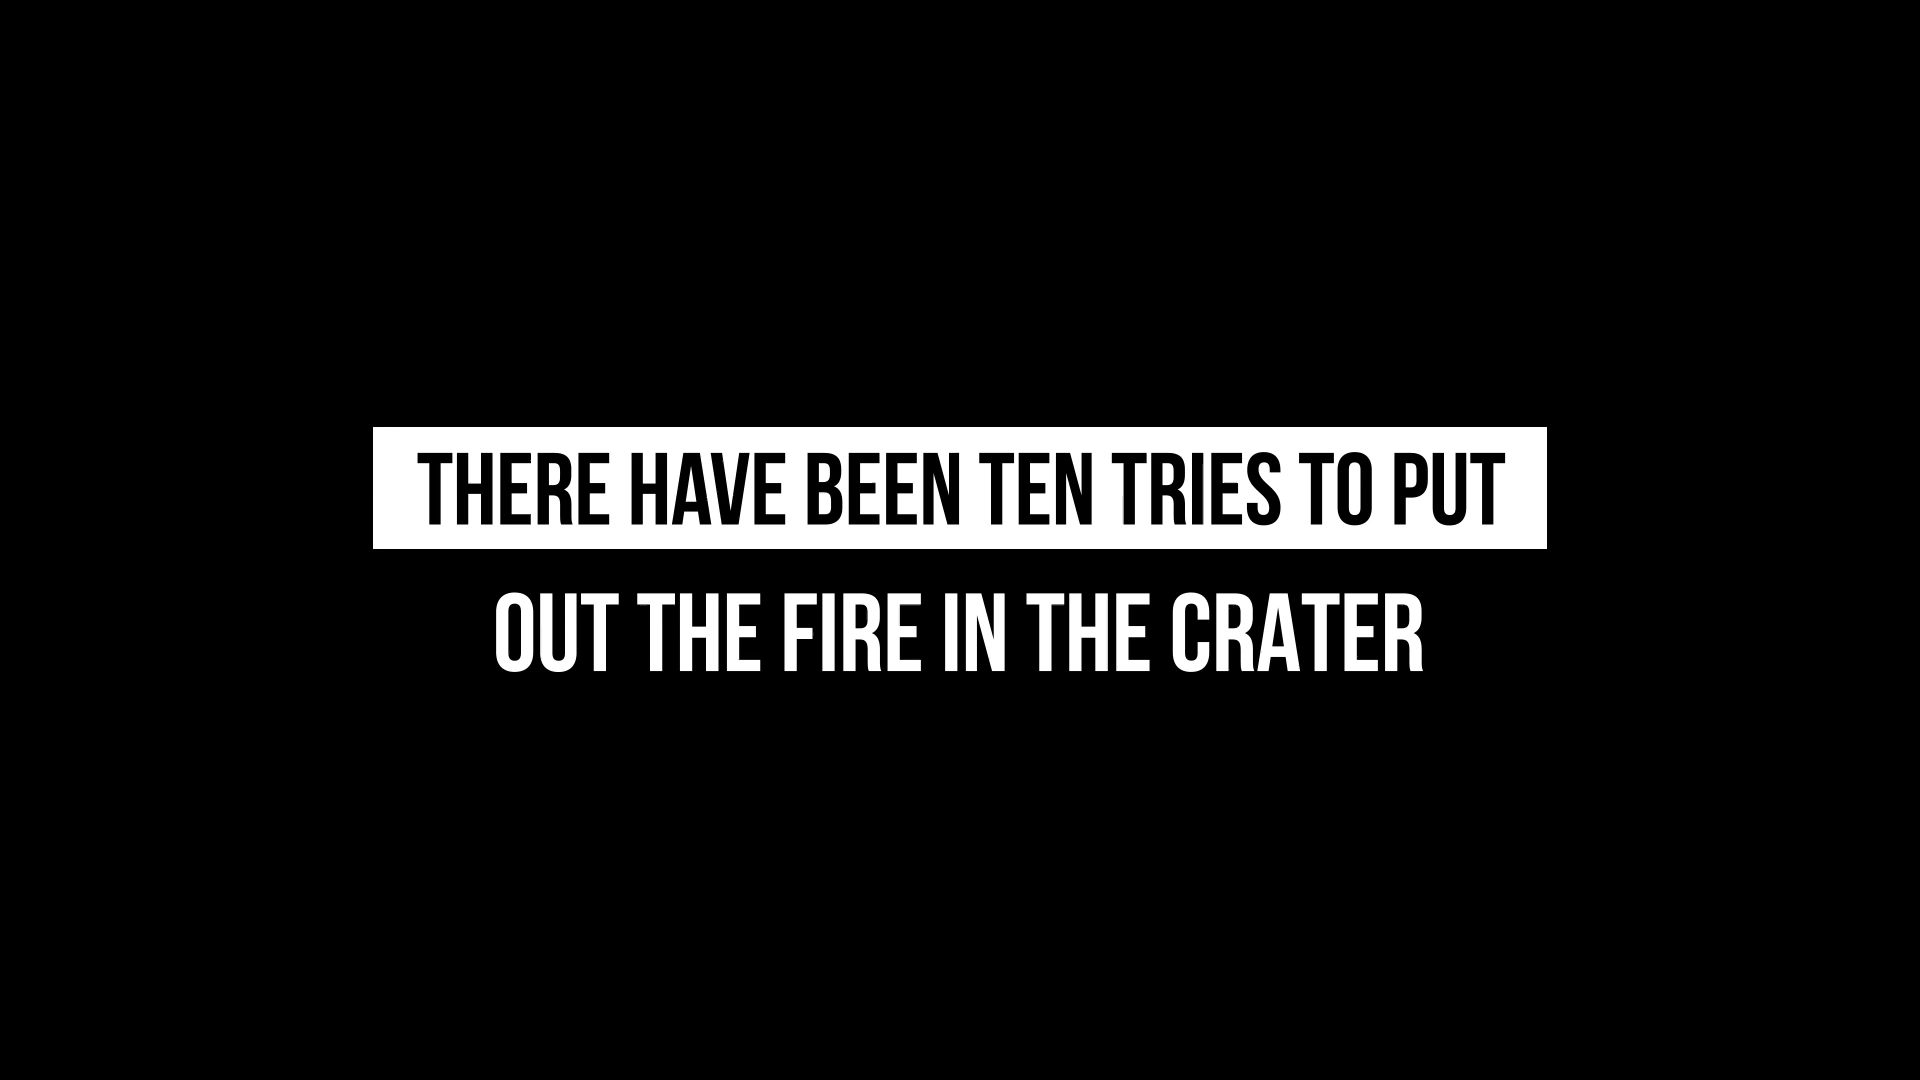 THERE HAVE BEEN TEN TRIES TO PUT
OUT THE FIRE IN THE CRATER